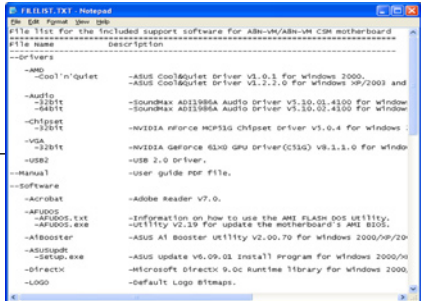 FILELIST.TXT - Notepad
File Edit Format View Help
File list for the included support software for A8N-VM/A8N-VM CSM motherboard
File Name Description
--Drivers
-AMD
-Cool'n'Quiet -ASUS Cool&Quiet Driver V1.0.1 for Windows 2000.
-ASUS Cool&Quiet Driver V1.2.2.0 for Windows XP/2003 and
-Audio
-32bit -SoundMax ADI1986A Audio Driver V5.10.01.4100 for Window
-64bit -SoundMax ADI1986A Audio Driver V5.10.02.4100 for Window
-Chipset
-32bit -NVIDIA nForce MCP51G Chipset Driver V5.0.4 for Windows
-VGA
-32bit -NVIDIA GeForce 61X0 GPU Driver(C51G) V8.1.1.0 for Windo
-USB2 -USB 2.0 Driver.
--Manual -User guide PDF file.
--Software
-Acrobat -Adobe Reader V7.0.
-AFUDOS
-AFUDOS.txt -Information on how to use the AMI FLASH DOS Utility.
-AFUDOS.exe -Utility V2.19 for update the motherboard's AMI BIOS.
-AiBooster -ASUS Ai Booster Utility V2.00.70 for Windows 2000/XP/20
-ASUSUpdt
-Setup.exe -ASUS Update V6.09.01 Install Program for Windows 2000/X
-DirectX -Microsoft DirectX 9.0c Runtime library for Windows 2000,
-LOGO -Default Logo Bitmaps.